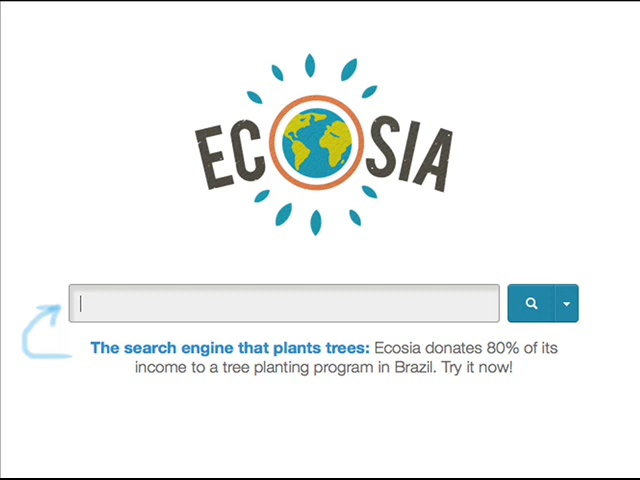 ECOSIA
The search engine that plants trees: Ecosia donates 80% of its
income to a tree planting program in Brazil. Try it now!